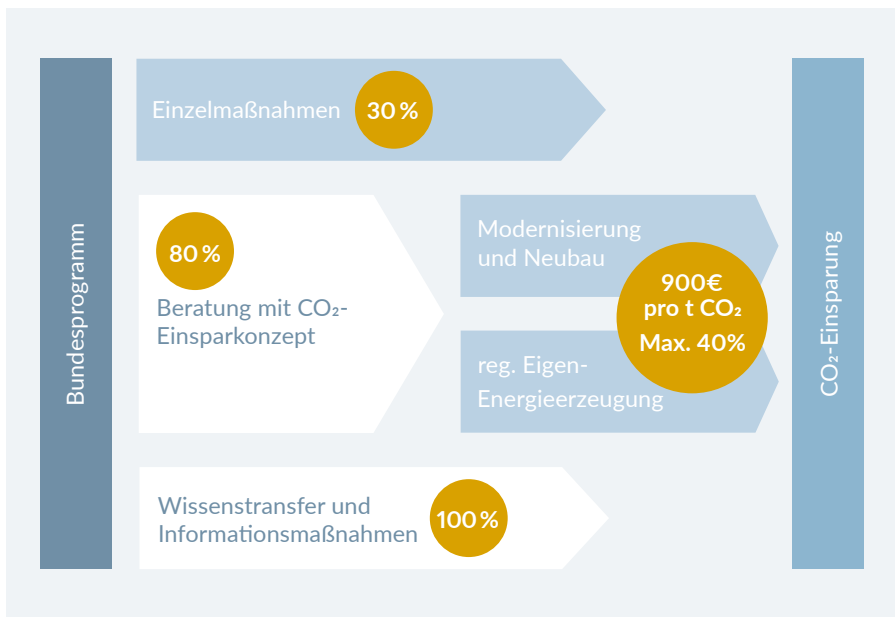 Bundesprogramm
Einzelmaßnahmen
30 %
80 %
Beratung mit CO₂-
Einsparkonzept
Modernisierung
und Neubau
900€
pro t CO₂
Max. 40%
reg. Eigen-
Energieerzeugung
Wissenstransfer und
Informationsmaßnahmen
100 %
CO₂-Einsparung